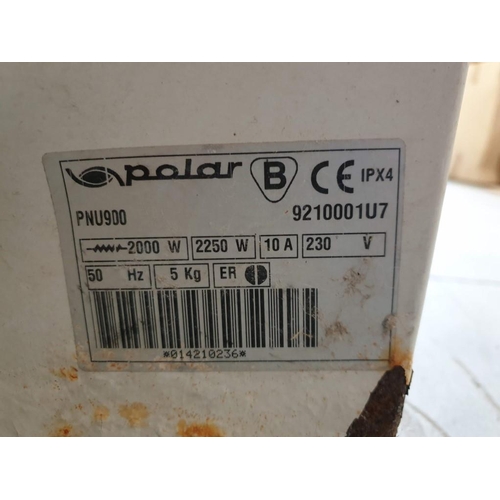 polar B CE IPX4
PNU900 9210001U7
2000 W 2250 W 10 A 230 V
50 Hz 5 Kg ER
*014210236*